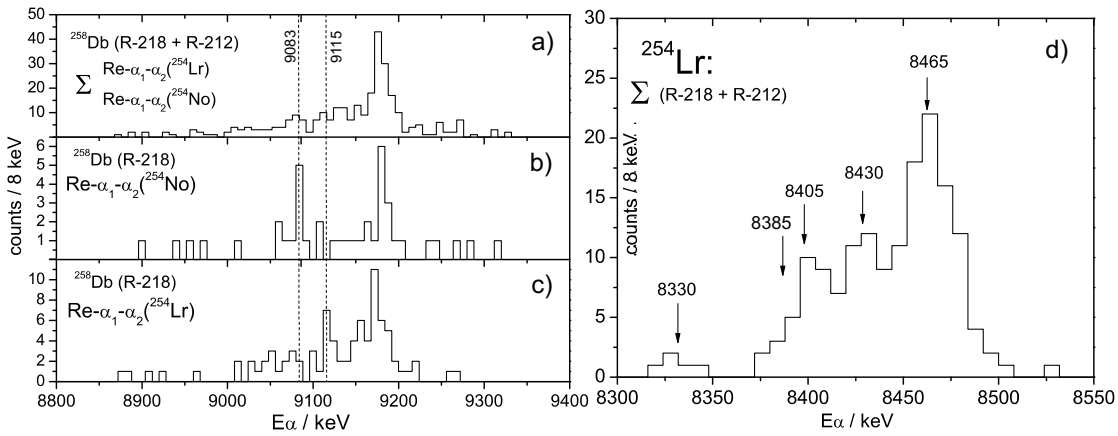 50
40
30
20
10
0
²⁵⁸Db (R-218 + R-212)
Σ Re-α₁-α₂(²⁵⁴Lr)
Re-α₁-α₂(²⁵⁴No)
9083
9115
a)
6
5
4
3
2
1
²⁵⁸Db (R-218)
Re-α₁-α₂(²⁵⁴No)
b)
10
8
6
4
2
0
²⁵⁸Db (R-218)
Re-α₁-α₂(²⁵⁴Lr)
c)
counts / 8 keV
8800 8900 9000 9100 9200 9300 9400
Eα / keV
30
25
20
15
10
5
0
counts / 8 keV
²⁵⁴Lr:
Σ (R-218 + R-212)
d)
8465
8430
8405
8385
8330
8300 8350 8400 8450 8500 8550
Eα / keV